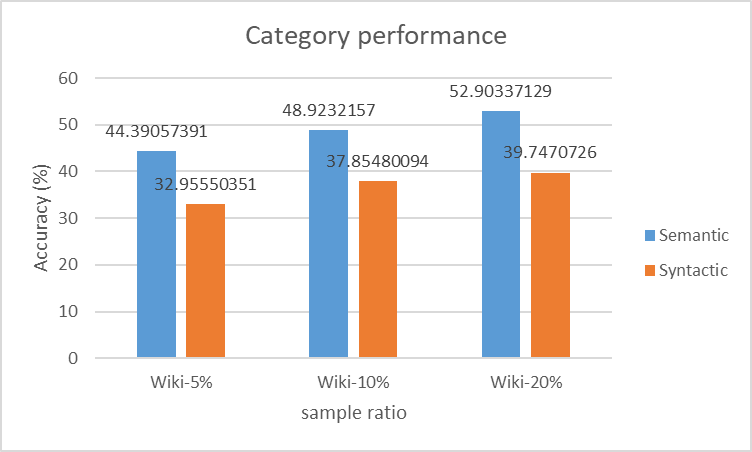 Category performance
Accuracy (%)
60
50
40
30
20
10
0
44.39057391
32.95550351
48.9232157
37.85480094
52.90337129
39.7470726
Wiki-5%
Wiki-10%
Wiki-20%
sample ratio
Semantic
Syntactic